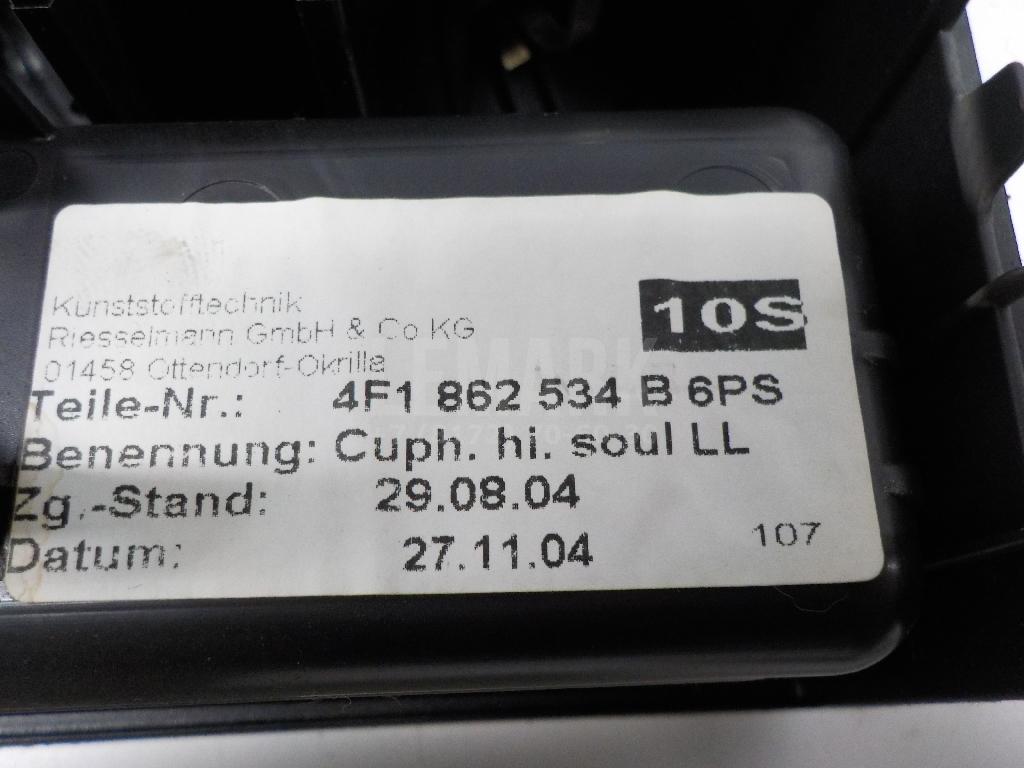 Kunststofftechnik
Riesselmann GmbH & Co KG
01458 Ottendorf-Okrilla
10S
Teile-Nr.: 4F1 862 534 B 6PS
Benennung: Cuph. hi. soul LL
Zg.-Stand: 29.08.04
Datum: 27.11.04
107